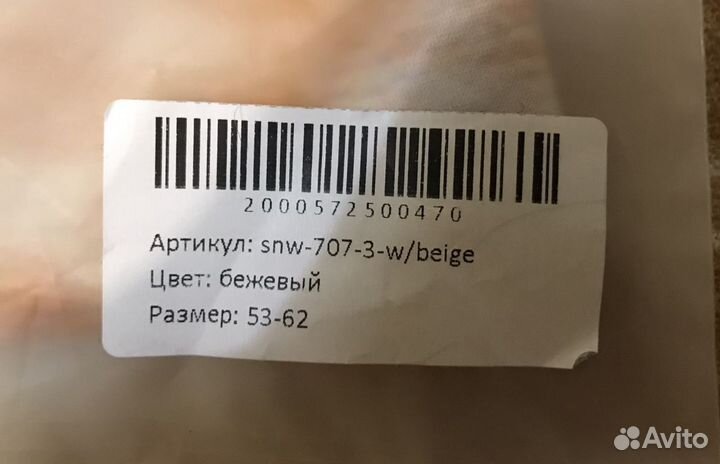 2000572500470
Артикул: snw-707-3-w/beige
Цвет: бежевый
Размер: 53-62
Avito